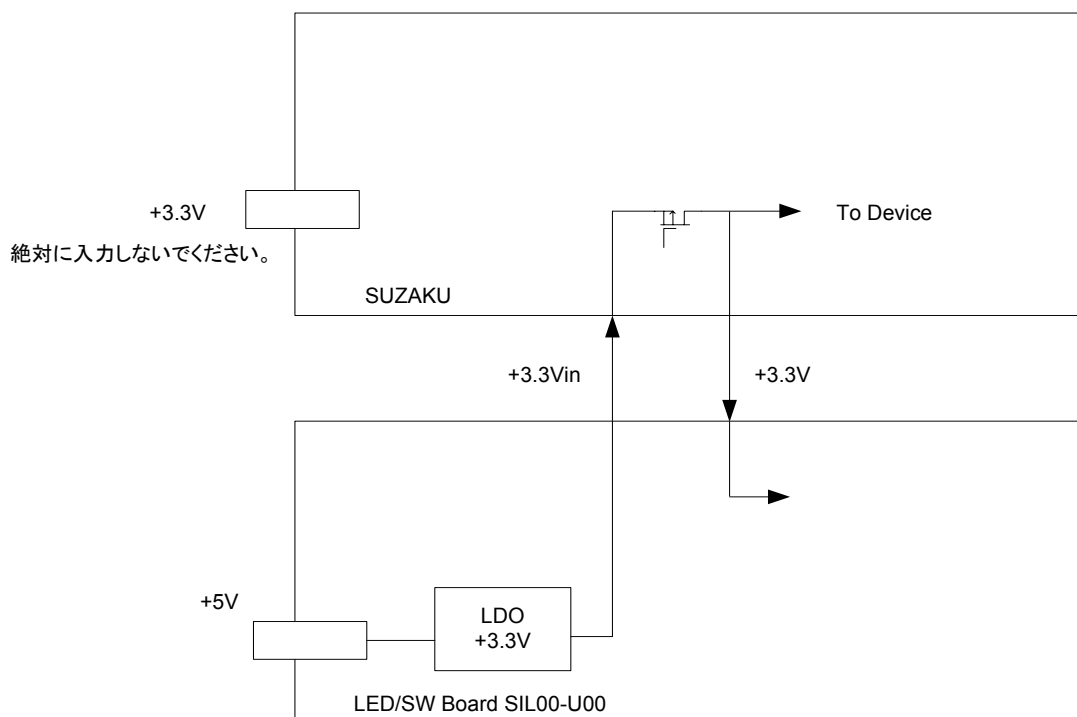 +3.3V
絶対に入力しないでください。
To Device
SUZAKU
+3.3Vin
+3.3V
+5V
LDO
+3.3V
LED/SW Board SIL00-U00